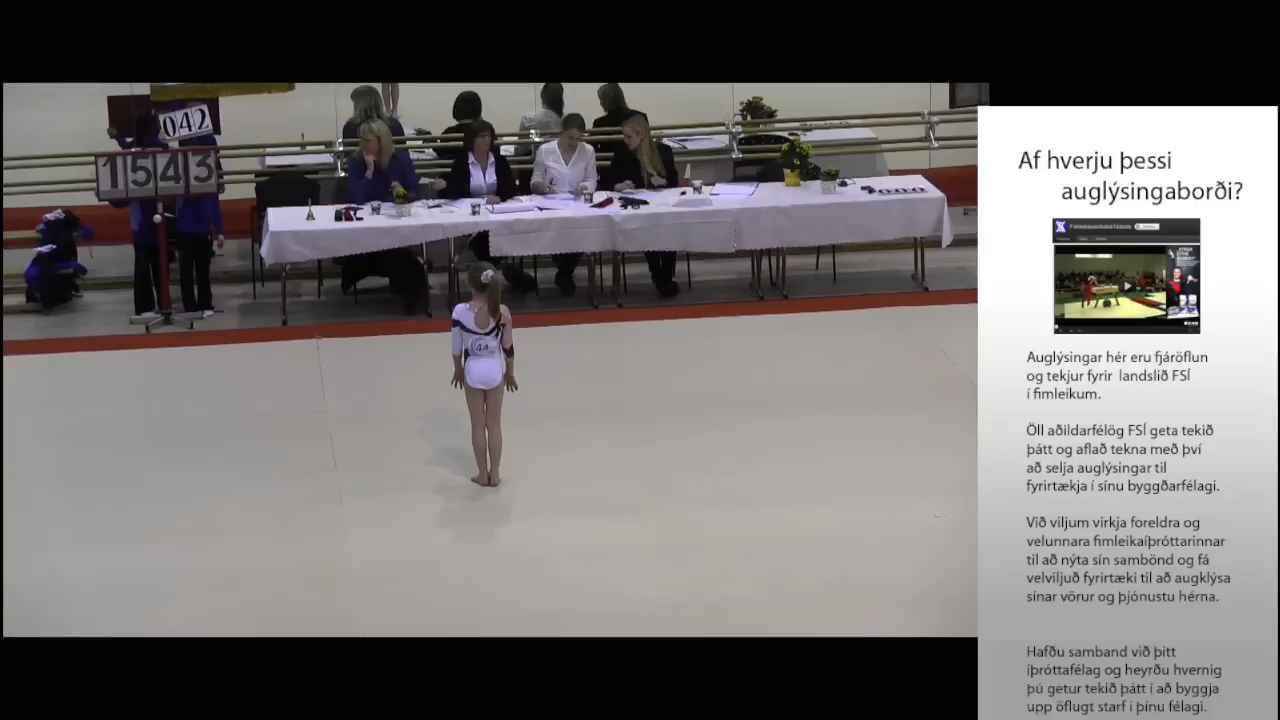 042
1543
44
Af hverju þessi
auglýsingaborði?
Auglýsingar hér eru fjáröflun
og tekjur fyrir landslið FSÍ
í fimleikum.
Öll aðildarfélög FSÍ geta tekið
þátt og aflað tekna með því
að selja auglýsingar til
fyrirtækja í sínu byggðarfélagi.
Við viljum virkja foreldra og
velunnara fimleikaíþróttarinnar
til að nýta sín sambönd og fá
velviljuð fyrirtæki til að augklýsa
sínar vörur og þjónustu hérna.
Hafðu samband við þitt
íþróttafélag og heyrðu hvernig
þú getur tekið þátt í að byggja
upp öflugt starf i þínu félagi.